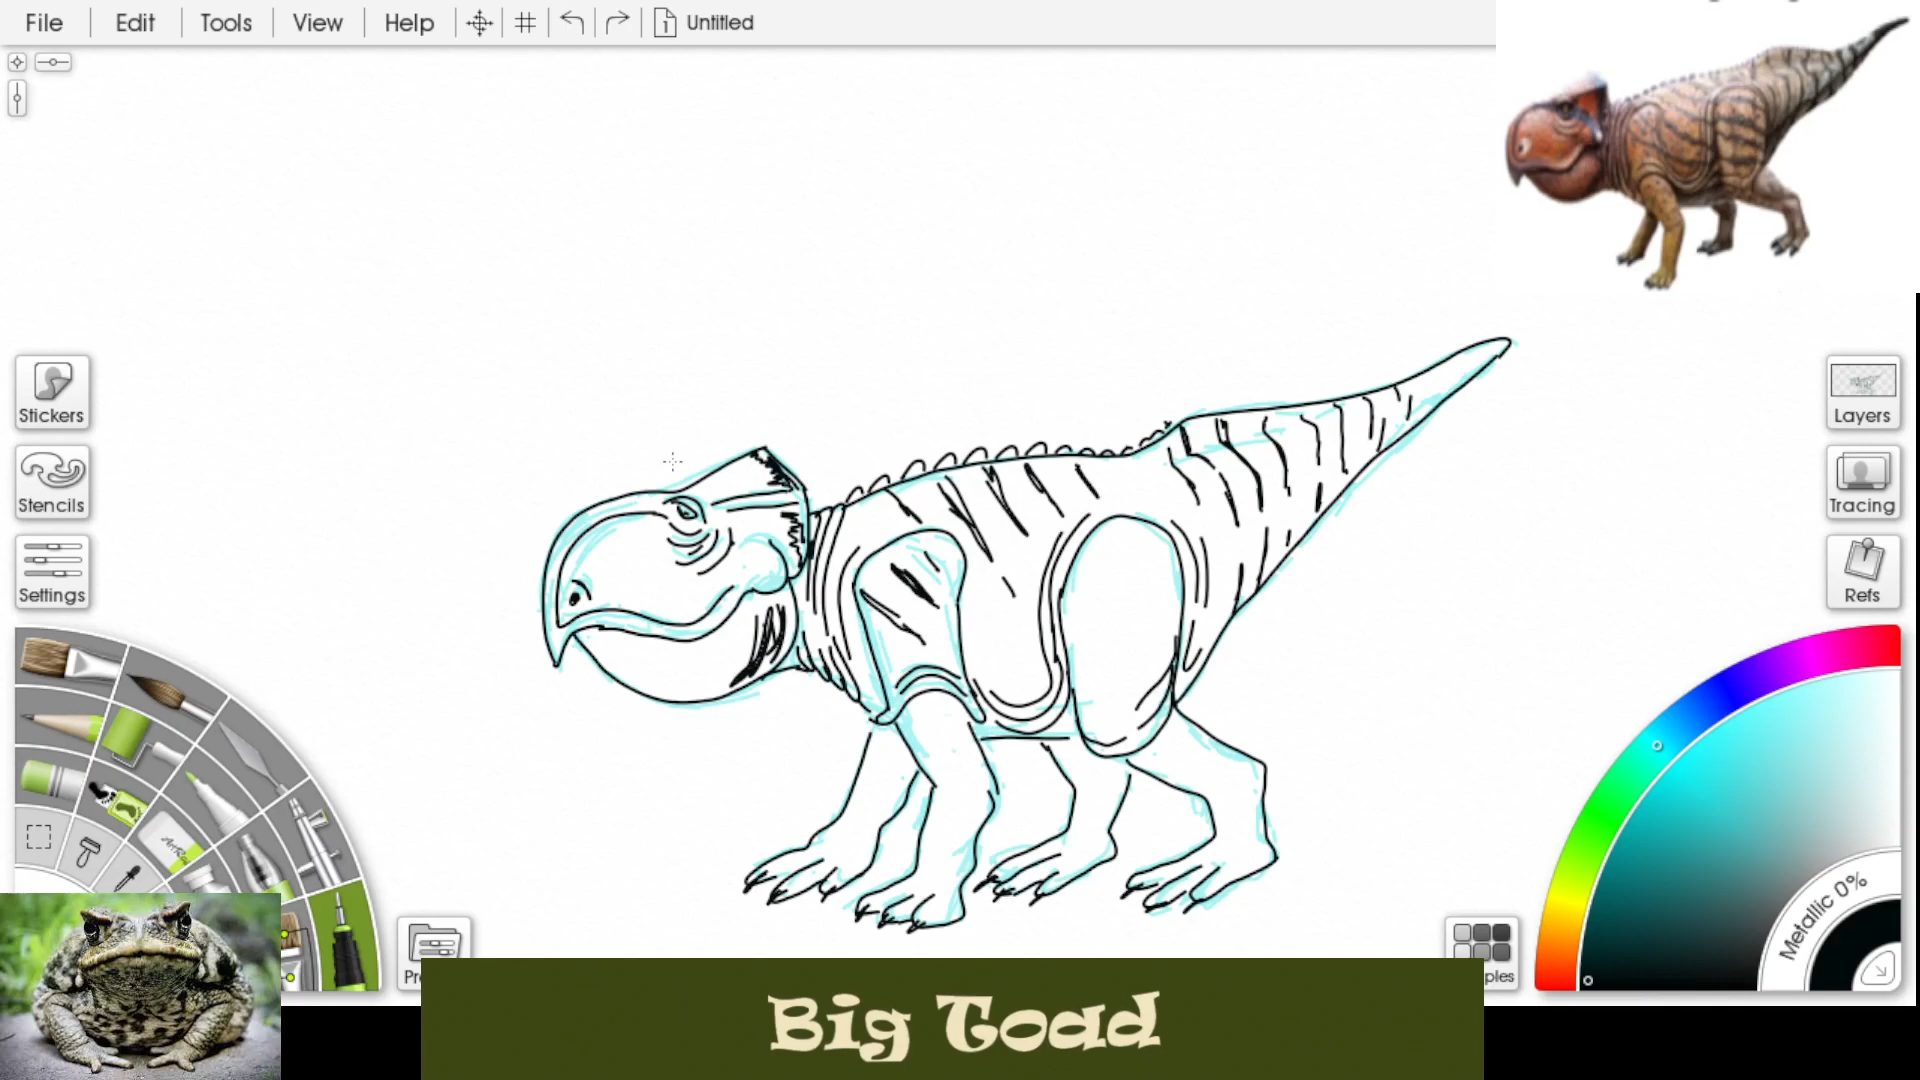 File
Edit
Tools
View
Help
Untitled
Stickers
Stencils
Settings
Layers
Tracing
Refs
Metallic 0%
Big Toad